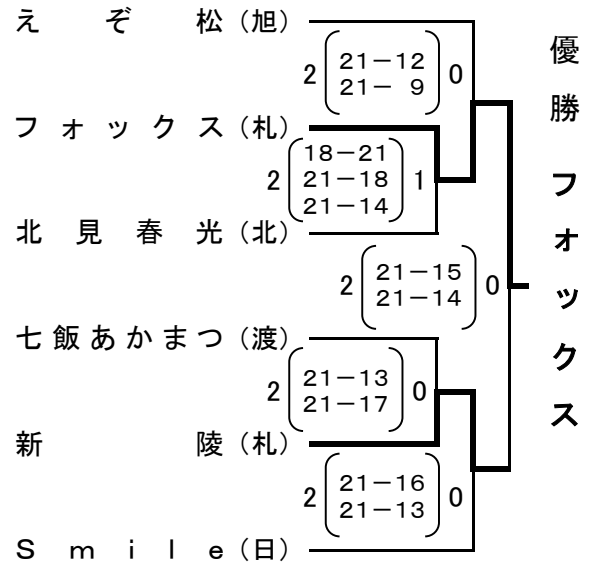 えぞ松（旭）
2 21－12 0
21－ 9
フォックス（札）
2 18－21 1
21－18
21－14
北見春光（北）
2 21－15 0
21－14
七飯あかまつ（渡）
2 21－13 0
21－17
新陵（札）
2 21－16 0
21－13
Ｓｍｉｌｅ（日）
優勝 フォックス